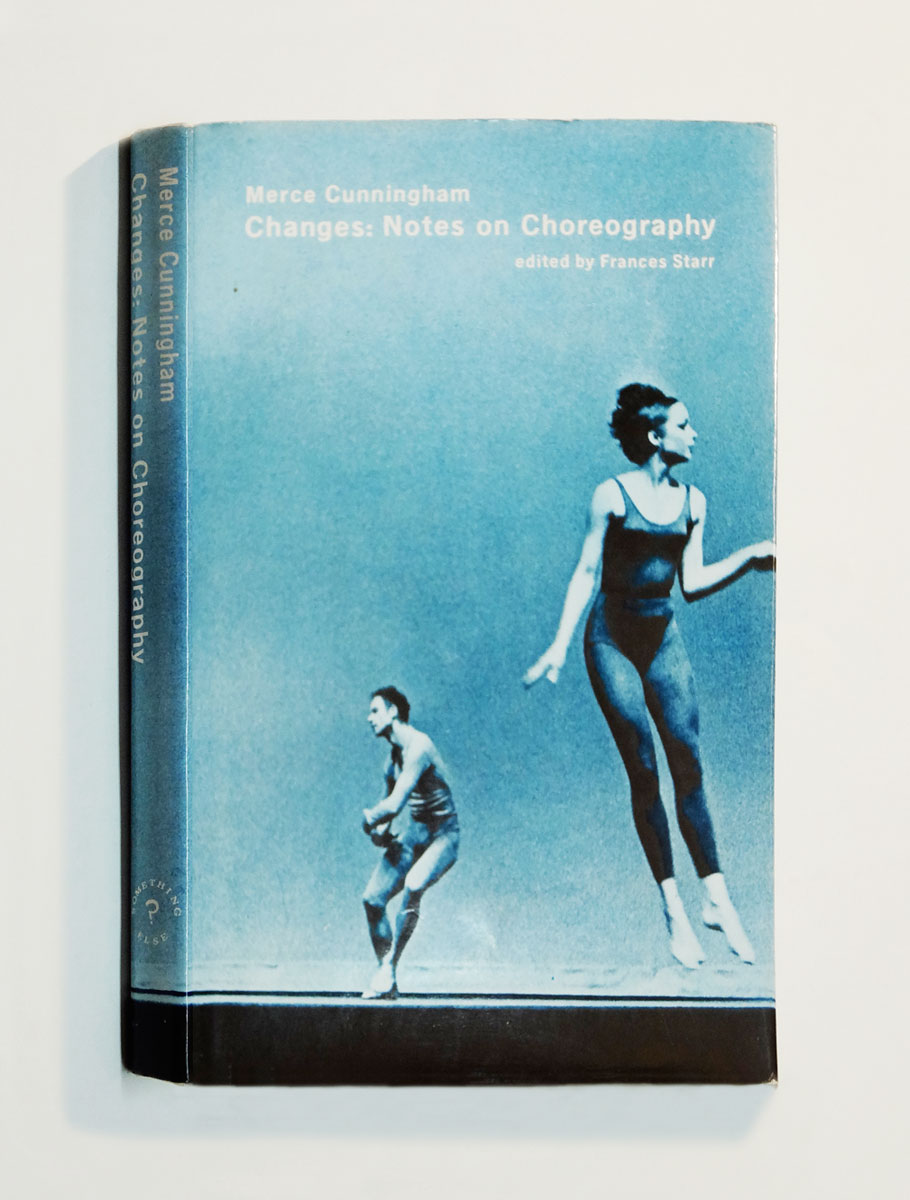 Merce Cunningham
Changes: Notes on Choreography
edited by Frances Starr
Merce Cunningham
Changes: Notes on Choreography
SOMETHING
?
ELSE